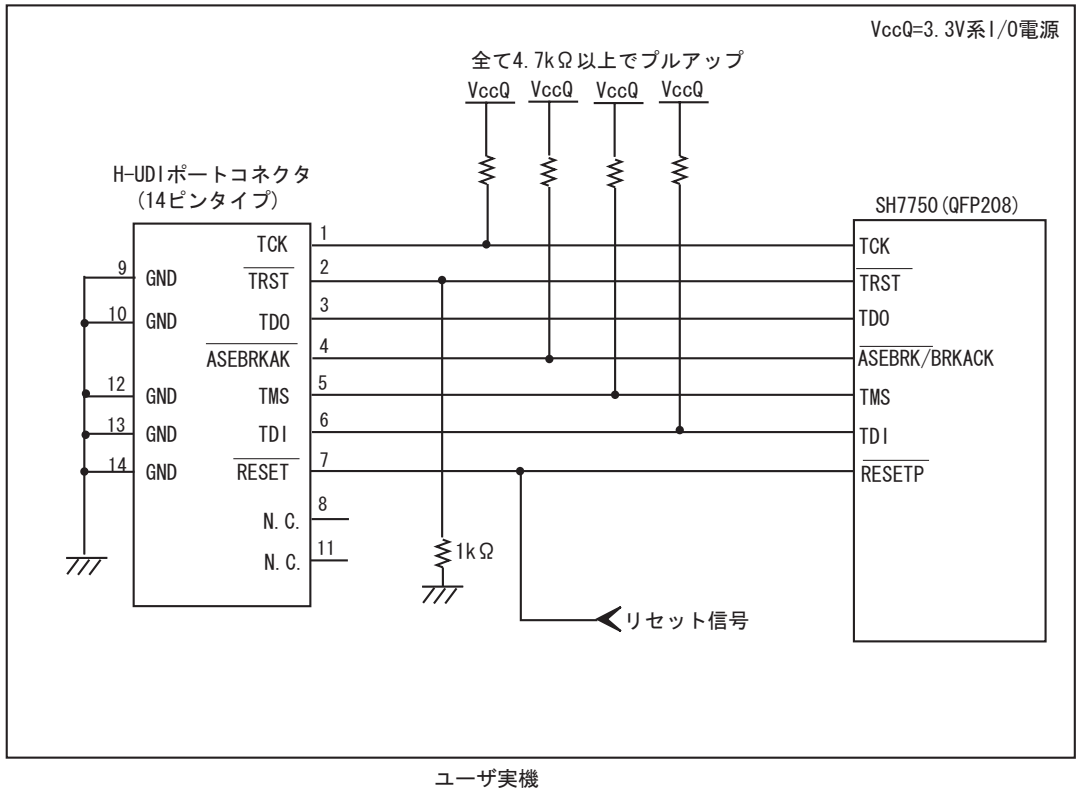 VccQ=3.3V系I/O電源
全て4.7kΩ以上でプルアップ
VccQ VccQ VccQ VccQ
H-UDIポートコネクタ
(14ピンタイプ)
SH7750(QFP208)
TCK 1 TCK
9 GND TRST 2 TRST
10 GND TDO 3 TDO
ASEBRKAK 4 ASEBRK/BRKACK
12 GND TMS 5 TMS
13 GND TDI 6 TDI
14 GND RESET 7 RESETP
N.C. 8
N.C. 11
1kΩ
リセット信号
ユーザ実機